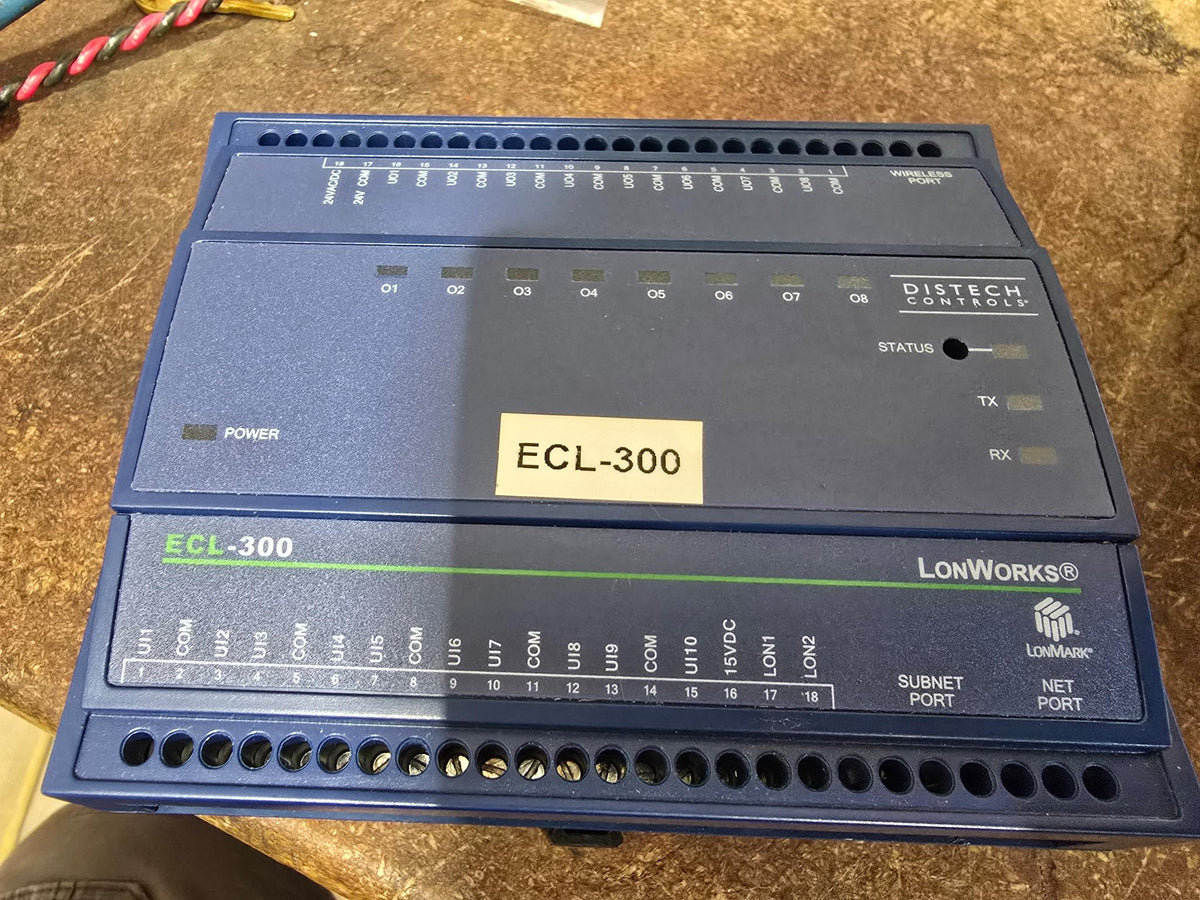 18 17 16 15 14 13 12 11 10 9 8 7 6 5 4 3 2 1
24VAC/DC 24V COM UO1 COM UO2 COM UO3 COM UO4 COM UO5 COM UO6 COM UO7 COM UO8 COM
WIRELESS
PORT
O1 O2 O3 O4 O5 O6 O7 O8
DISTECH
CONTROLS®
STATUS
TX
POWER
RX
ECL-300
ECL-300
LONWORKS®
UI1 COM UI2 UI3 COM UI4 UI5 COM UI6 UI7 COM UI8 UI9 COM UI10 15VDC LON1 LON2
1 2 3 4 5 6 7 8 9 10 11 12 13 14 15 16 17 18
LONMARK®
SUBNET
PORT
NET
PORT